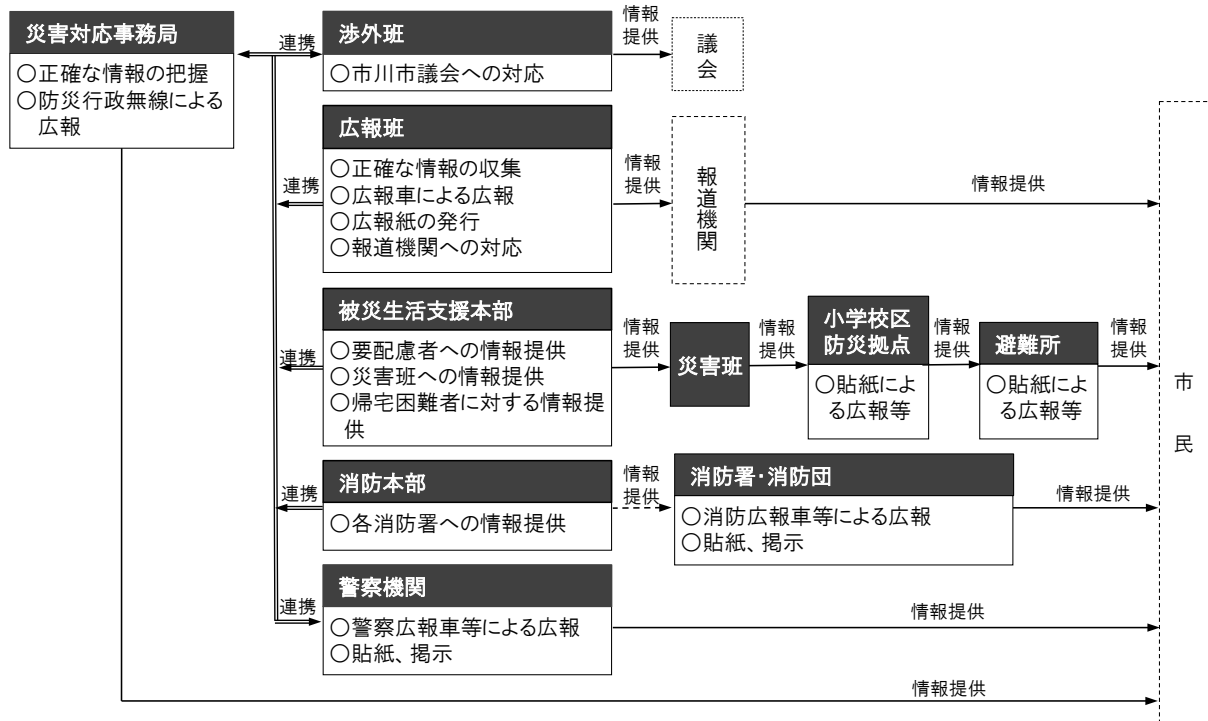 災害対応事務局
○正確な情報の把握
○防災行政無線による
広報
連携
渉外班
○市川市議会への対応
情報
提供
議
会
連携
広報班
○正確な情報の収集
○広報車による広報
○広報紙の発行
○報道機関への対応
情報
提供
報
道
機
関
情報提供
連携
被災生活支援本部
○要配慮者への情報提供
○災害班への情報提供
○帰宅困難者に対する情報提
供
情報
提供
災害班
情報
提供
小学校区
防災拠点
○貼紙によ
る広報等
情報
提供
避難所
○貼紙によ
る広報等
情報
提供
連携
消防本部
○各消防署への情報提供
情報
提供
消防署・消防団
○消防広報車等による広報
○貼紙、掲示
情報提供
連携
警察機関
○警察広報車等による広報
○貼紙、掲示
情報提供
情報提供
市
民